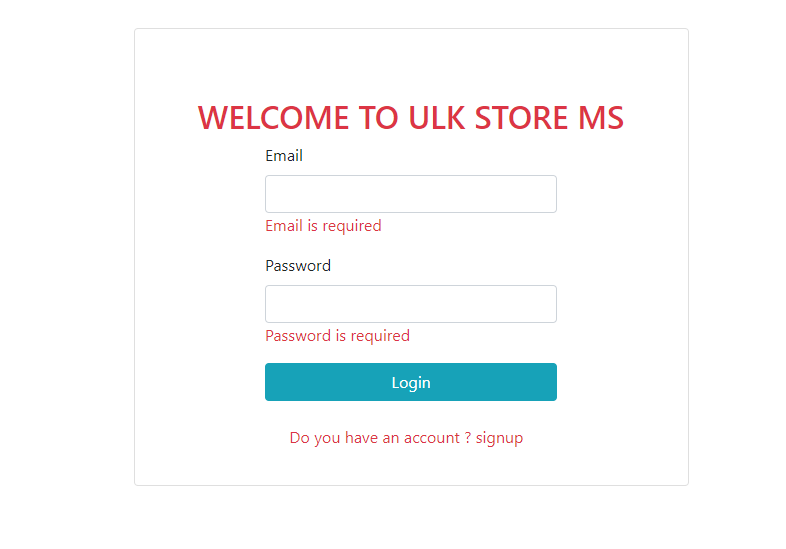 WELCOME TO ULK STORE MS
Email
Email is required
Password
Password is required
Login
Do you have an account ? signup